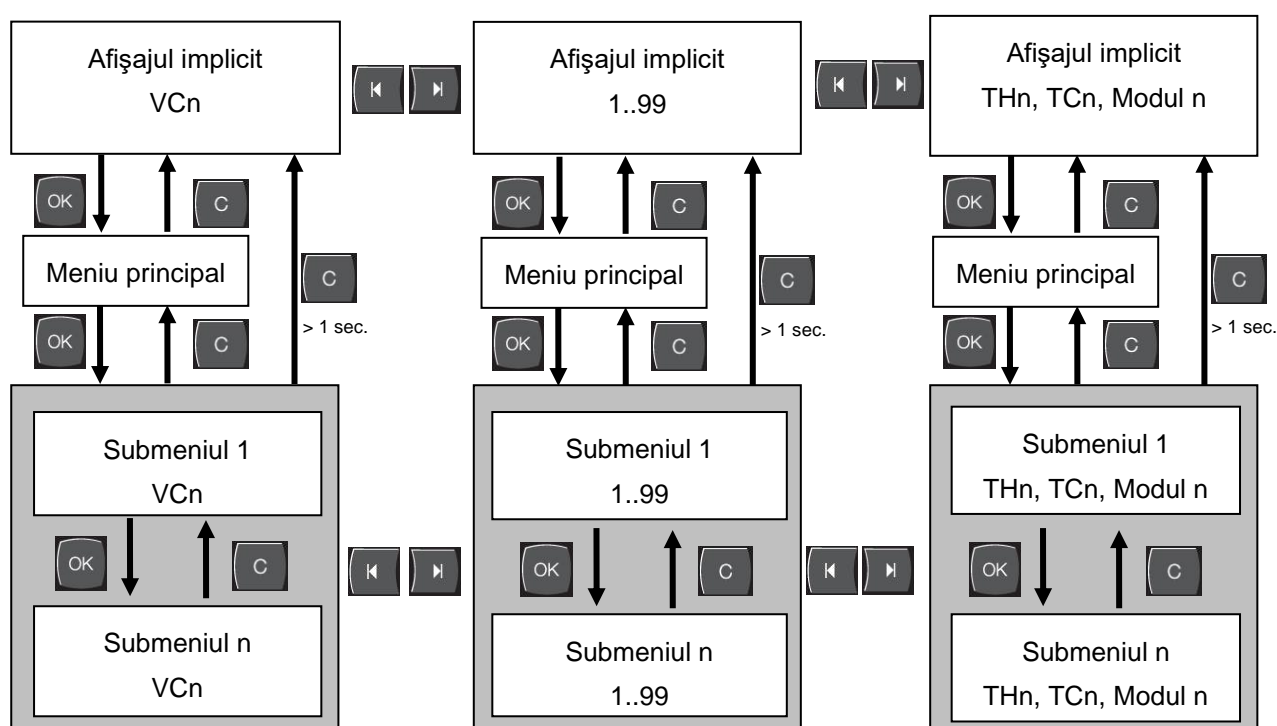 Afişajul implicit
VCn
Afişajul implicit
1..99
Afişajul implicit
THn, TCn, Modul n
OK
C
OK
C
OK
C
Meniu principal
C
Meniu principal
C
Meniu principal
C
OK
C
> 1 sec.
OK
C
> 1 sec.
OK
C
> 1 sec.
Submeniul 1
VCn
Submeniul 1
1..99
Submeniul 1
THn, TCn, Modul n
OK
C
OK
C
OK
C
Submeniul n
VCn
Submeniul n
1..99
Submeniul n
THn, TCn, Modul n